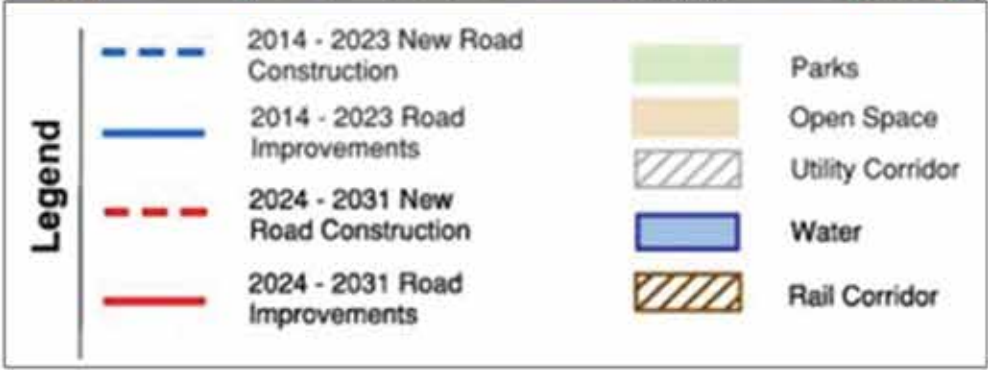 Legend
2014 - 2023 New Road
Construction
2014 - 2023 Road
Improvements
2024 - 2031 New
Road Construction
2024 - 2031 Road
Improvements
Parks
Open Space
Utility Corridor
Water
Rail Corridor